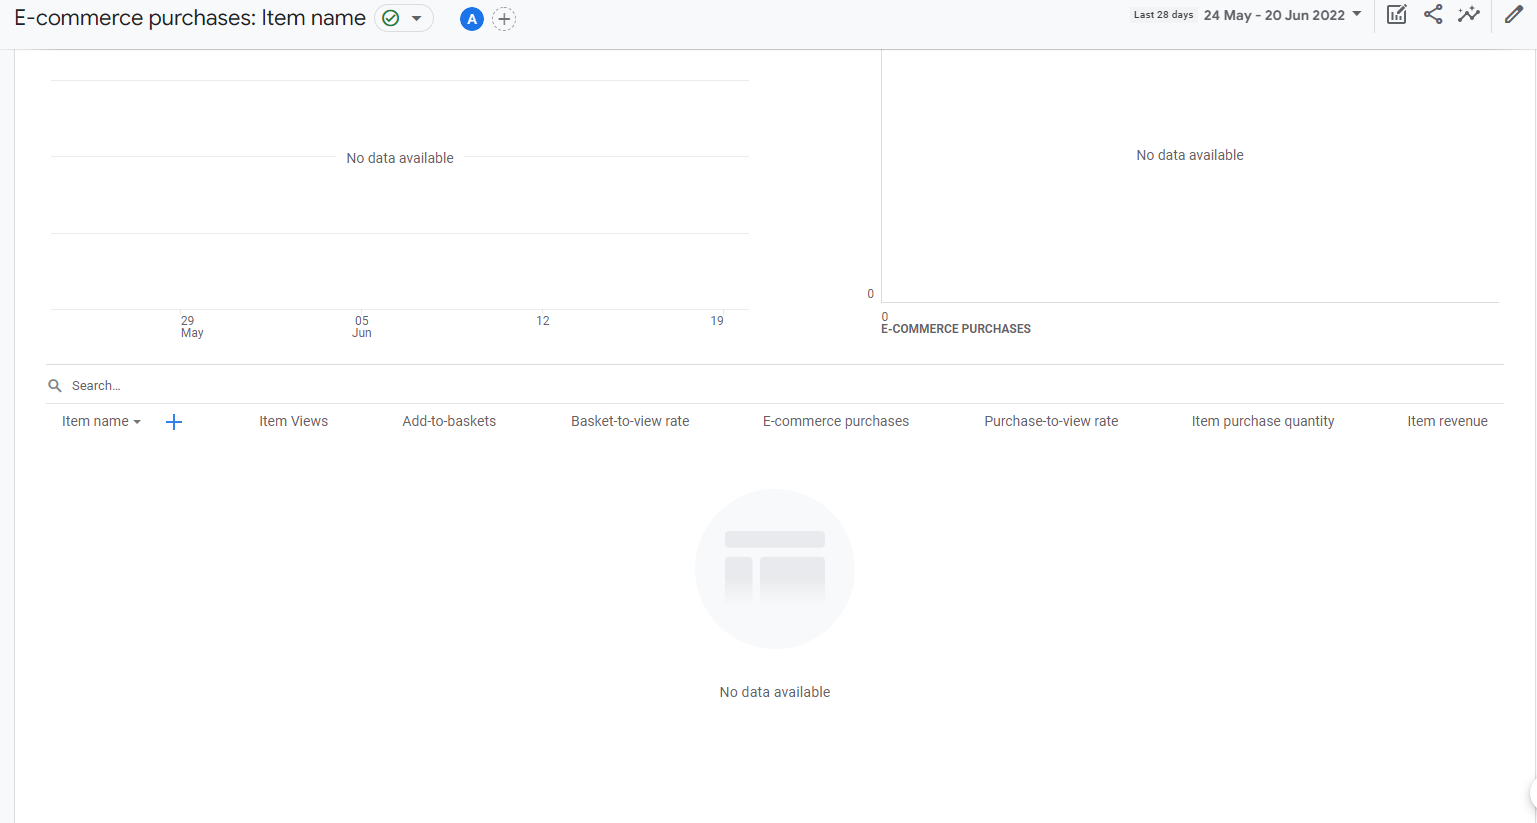 E-commerce purchases: Item name
A
Last 28 days 24 May - 20 Jun 2022
No data available
29 May
05 Jun
12
19
No data available
0
0
E-COMMERCE PURCHASES
Search...
Item name
Item Views
Add-to-baskets
Basket-to-view rate
E-commerce purchases
Purchase-to-view rate
Item purchase quantity
Item revenue
No data available